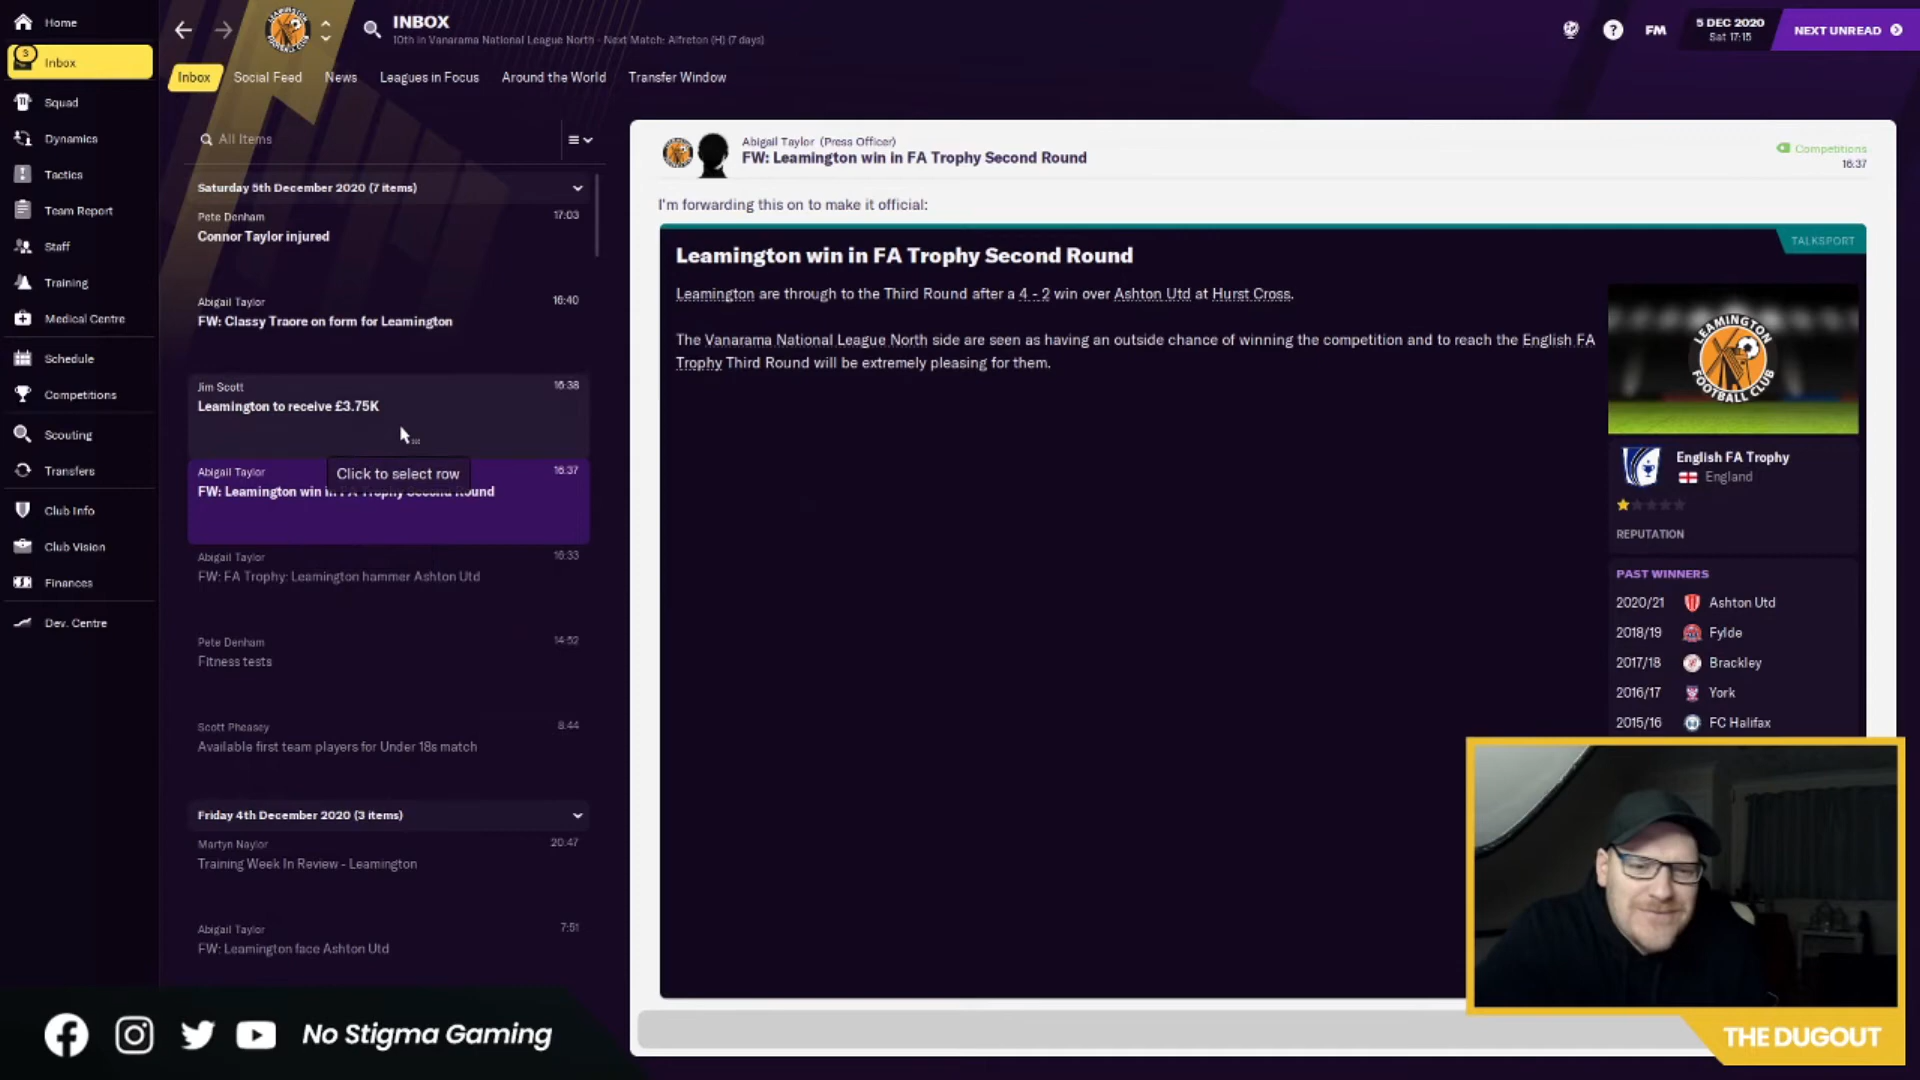 Home
3
Inbox
Squad
Dynamics
Tactics
Team Report
Staff
Training
Medical Centre
Schedule
Competitions
Scouting
Transfers
Club Info
Club Vision
Finances
Dev. Centre
LEAMINGTON
INBOX
10th in Vanarama National League North - Next Match: Alfreton (H) (7 days)
FM
5 DEC 2020
Sat 17:15
NEXT UNREAD
Inbox
Social Feed
News
Leagues in Focus
Around the World
Transfer Window
All Items
Saturday 5th December 2020 (7 items)
Pete Denham 17:03
Connor Taylor injured
Abigail Taylor 16:40
FW: Classy Traore on form for Leamington
Jim Scott 16:38
Leamington to receive £3.75K
Click to select row
Abigail Taylor 16:37
FW: Leamington win in FA Trophy Second Round
Abigail Taylor 16:33
FW: FA Trophy: Leamington hammer Ashton Utd
Pete Denham 14:52
Fitness tests
Scott Pheasey 8:44
Available first team players for Under 18s match
Friday 4th December 2020 (3 items)
Martyn Naylor 20:47
Training Week In Review - Leamington
Abigail Taylor 7:51
FW: Leamington face Ashton Utd
Abigail Taylor (Press Officer)
FW: Leamington win in FA Trophy Second Round
Competitions
16:37
I'm forwarding this on to make it official:
TALKSPORT
Leamington win in FA Trophy Second Round
Leamington are through to the Third Round after a 4 - 2 win over Ashton Utd at Hurst Cross.
The Vanarama National League North side are seen as having an outside chance of winning the competition and to reach the English FA
Trophy Third Round will be extremely pleasing for them.
LEAMINGTON
FOOTBALL CLUB
English FA Trophy
England
REPUTATION
PAST WINNERS
2020/21 Ashton Utd
2018/19 Fylde
2017/18 Brackley
2016/17 York
2015/16 FC Halifax
No Stigma Gaming
THE DUGOUT